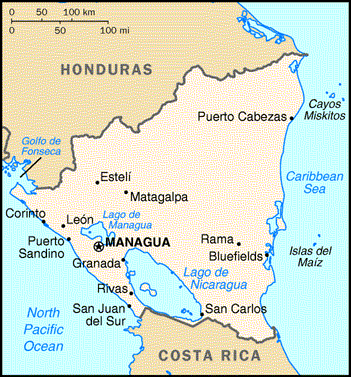 0 50 100 km
0 50 100 mi
HONDURAS
Puerto Cabezas
Cayos
Miskitos
Golfo de
Fonseca
Caribbean
Sea
Estelí
Matagalpa
Corinto
León
Lago de
Managua
Puerto
Sandino
MANAGUA
Rama
Bluefields
Islas del
Maíz
Granada
Lago de
Nicaragua
Rivas
San Juan
del Sur
San Carlos
North
Pacific
Ocean
COSTA RICA